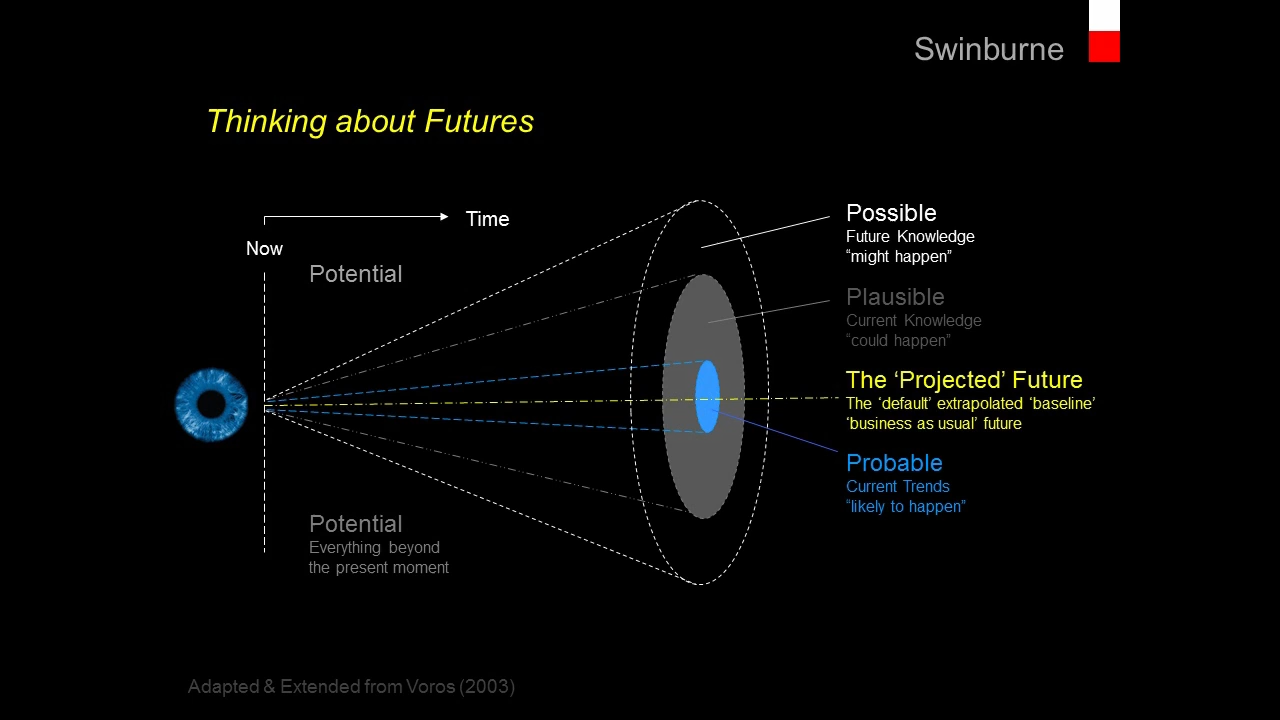 Swinburne
Thinking about Futures
Time
Now
Potential
Possible
Future Knowledge
“might happen”
Plausible
Current Knowledge
“could happen”
The ‘Projected’ Future
The ‘default’ extrapolated ‘baseline’
‘business as usual’ future
Probable
Current Trends
“likely to happen”
Potential
Everything beyond
the present moment
Adapted & Extended from Voros (2003)